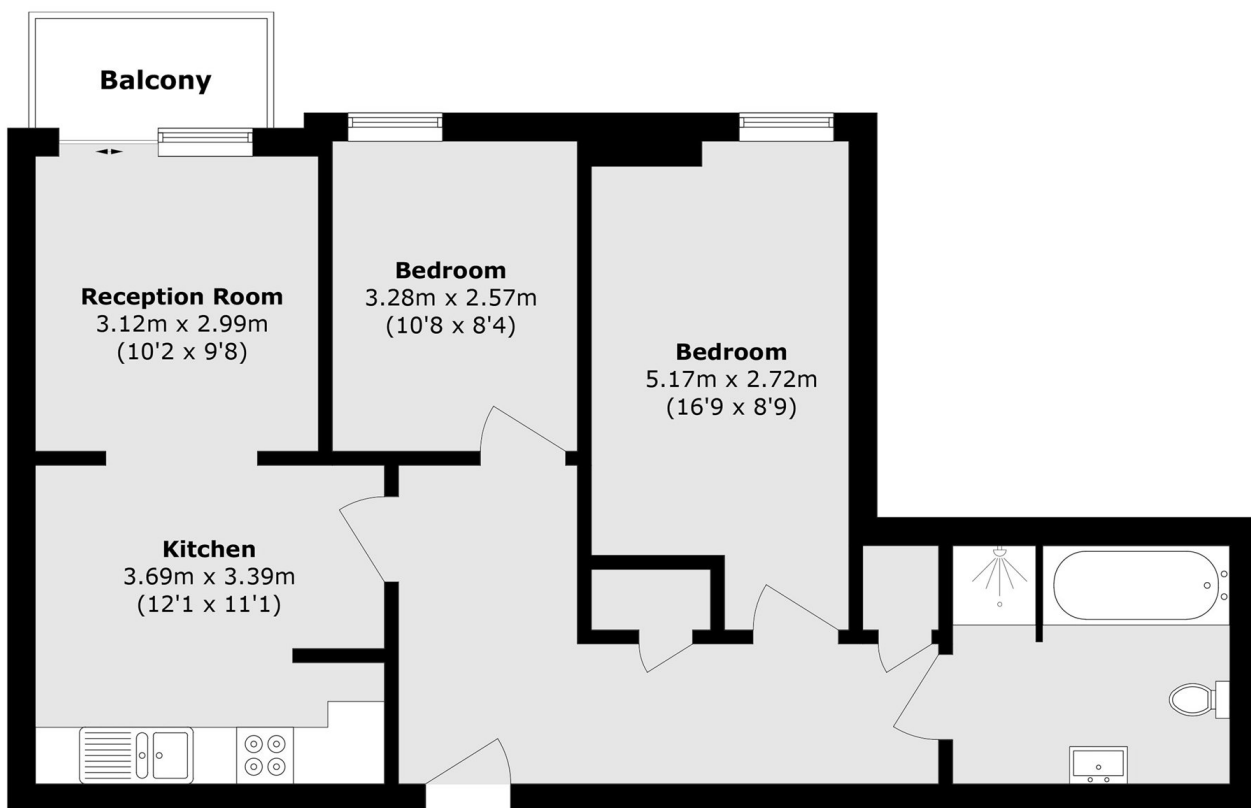 Balcony
Reception Room
3.12m x 2.99m
(10'2 x 9'8)
Bedroom
3.28m x 2.57m
(10'8 x 8'4)
Bedroom
5.17m x 2.72m
(16'9 x 8'9)
Kitchen
3.69m x 3.39m
(12'1 x 11'1)